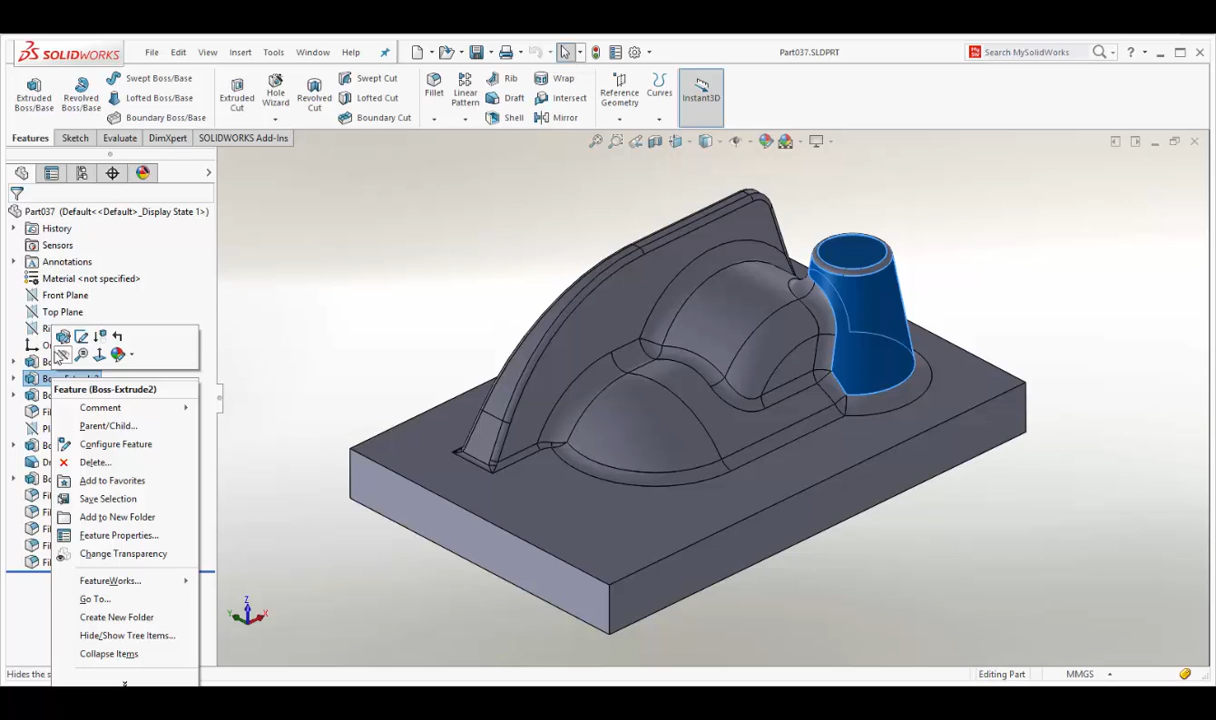 SOLIDWORKS File Edit View Insert Tools Window Help Part037.SLDPRT Search MySolidWorks ?
Extruded Boss/Base
Revolved Boss/Base
Swept Boss/Base
Lofted Boss/Base
Boundary Boss/Base
Extruded Cut
Hole Wizard
Revolved Cut
Swept Cut
Lofted Cut
Boundary Cut
Fillet
Linear Pattern
Rib
Draft
Shell
Wrap
Intersect
Mirror
Reference Geometry
Curves
Instant3D
Features Sketch Evaluate DimXpert SOLIDWORKS Add-Ins
Part037 (Default<<Default>_Display State 1>)
History
Sensors
Annotations
Material <not specified>
Front Plane
Top Plane
Feature (Boss-Extrude2)
Comment
Parent/Child...
Configure Feature
Delete...
Add to Favorites
Save Selection
Add to New Folder
Feature Properties...
Change Transparency
FeatureWorks...
Go To...
Create New Folder
Hide/Show Tree Items...
Collapse Items
Z
Y X
Hides the s
Editing Part MMGS